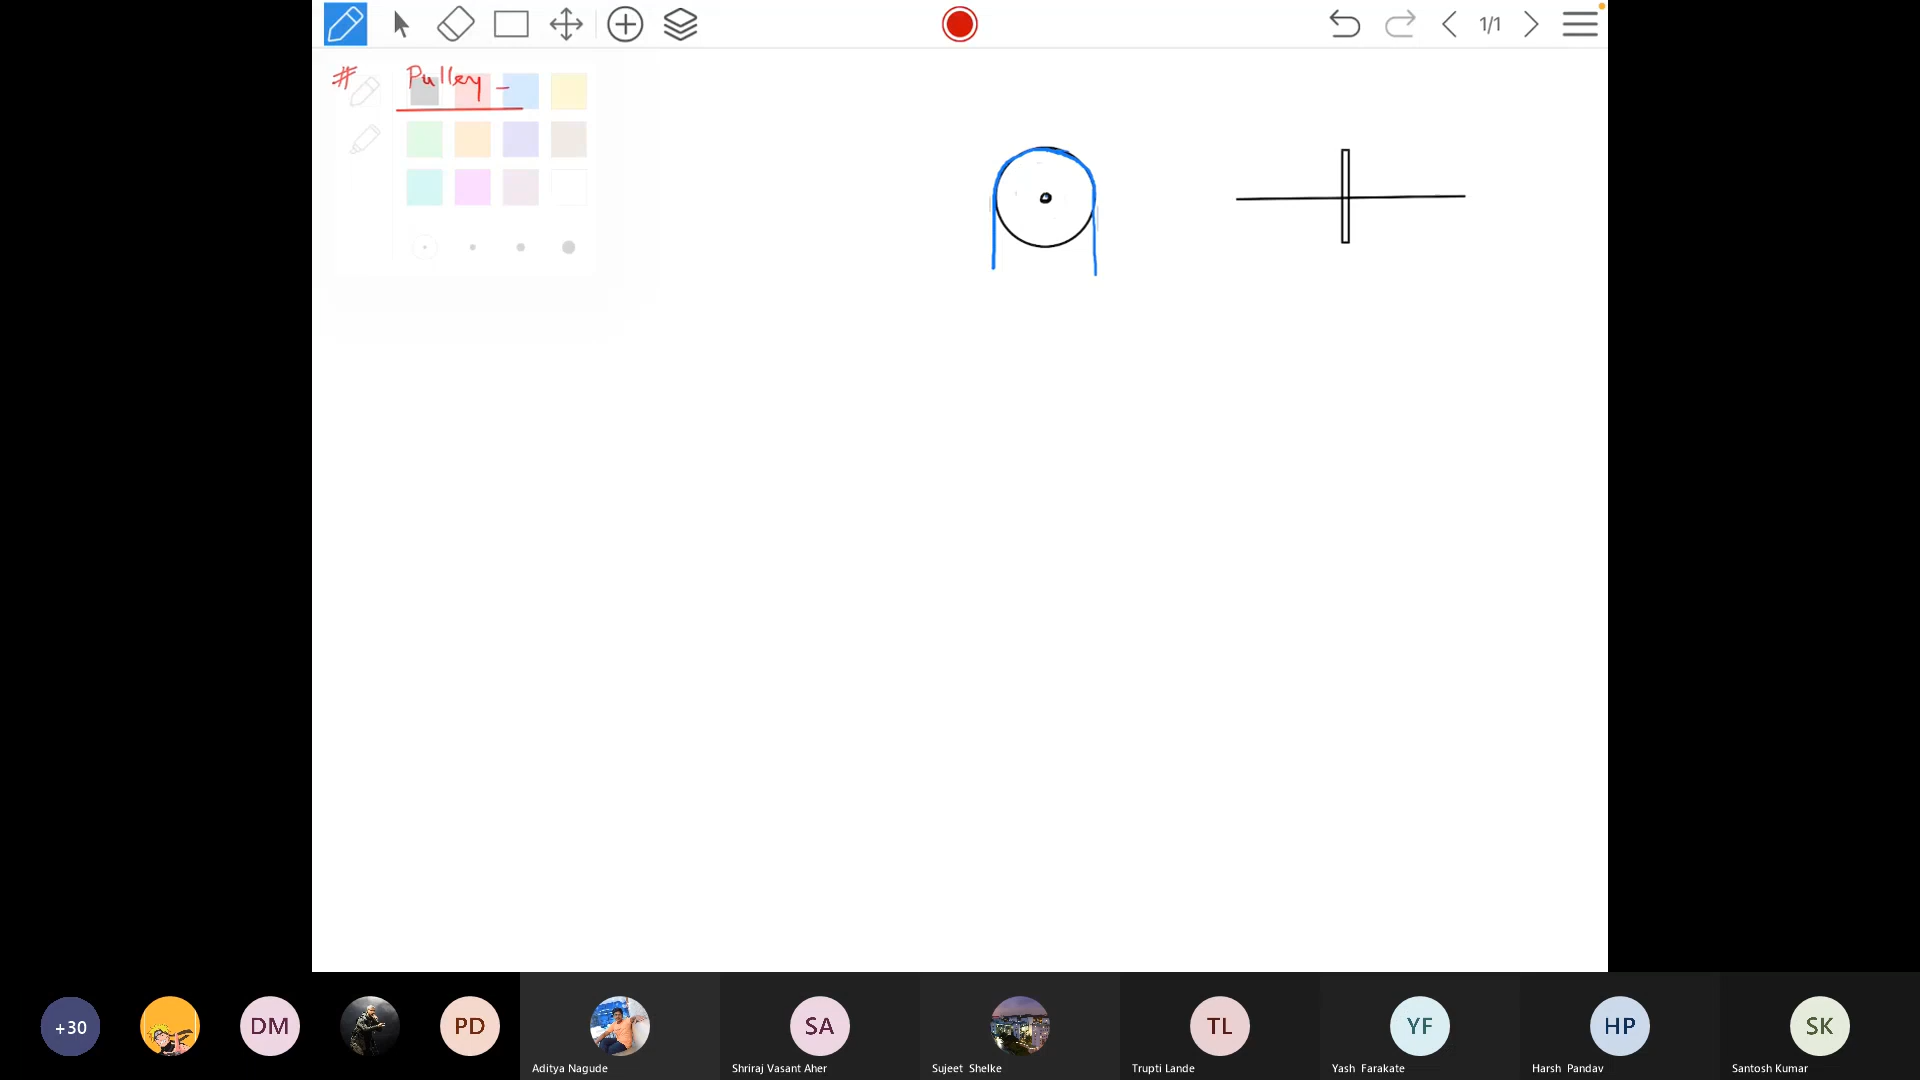 1/1
# Pulley -
+30
DM
PD
SA
TL
YF
HP
SK
Aditya Nagude
Shriraj Vasant Aher
Sujeet Shelke
Trupti Lande
Yash Farakate
Harsh Pandav
Santosh Kumar